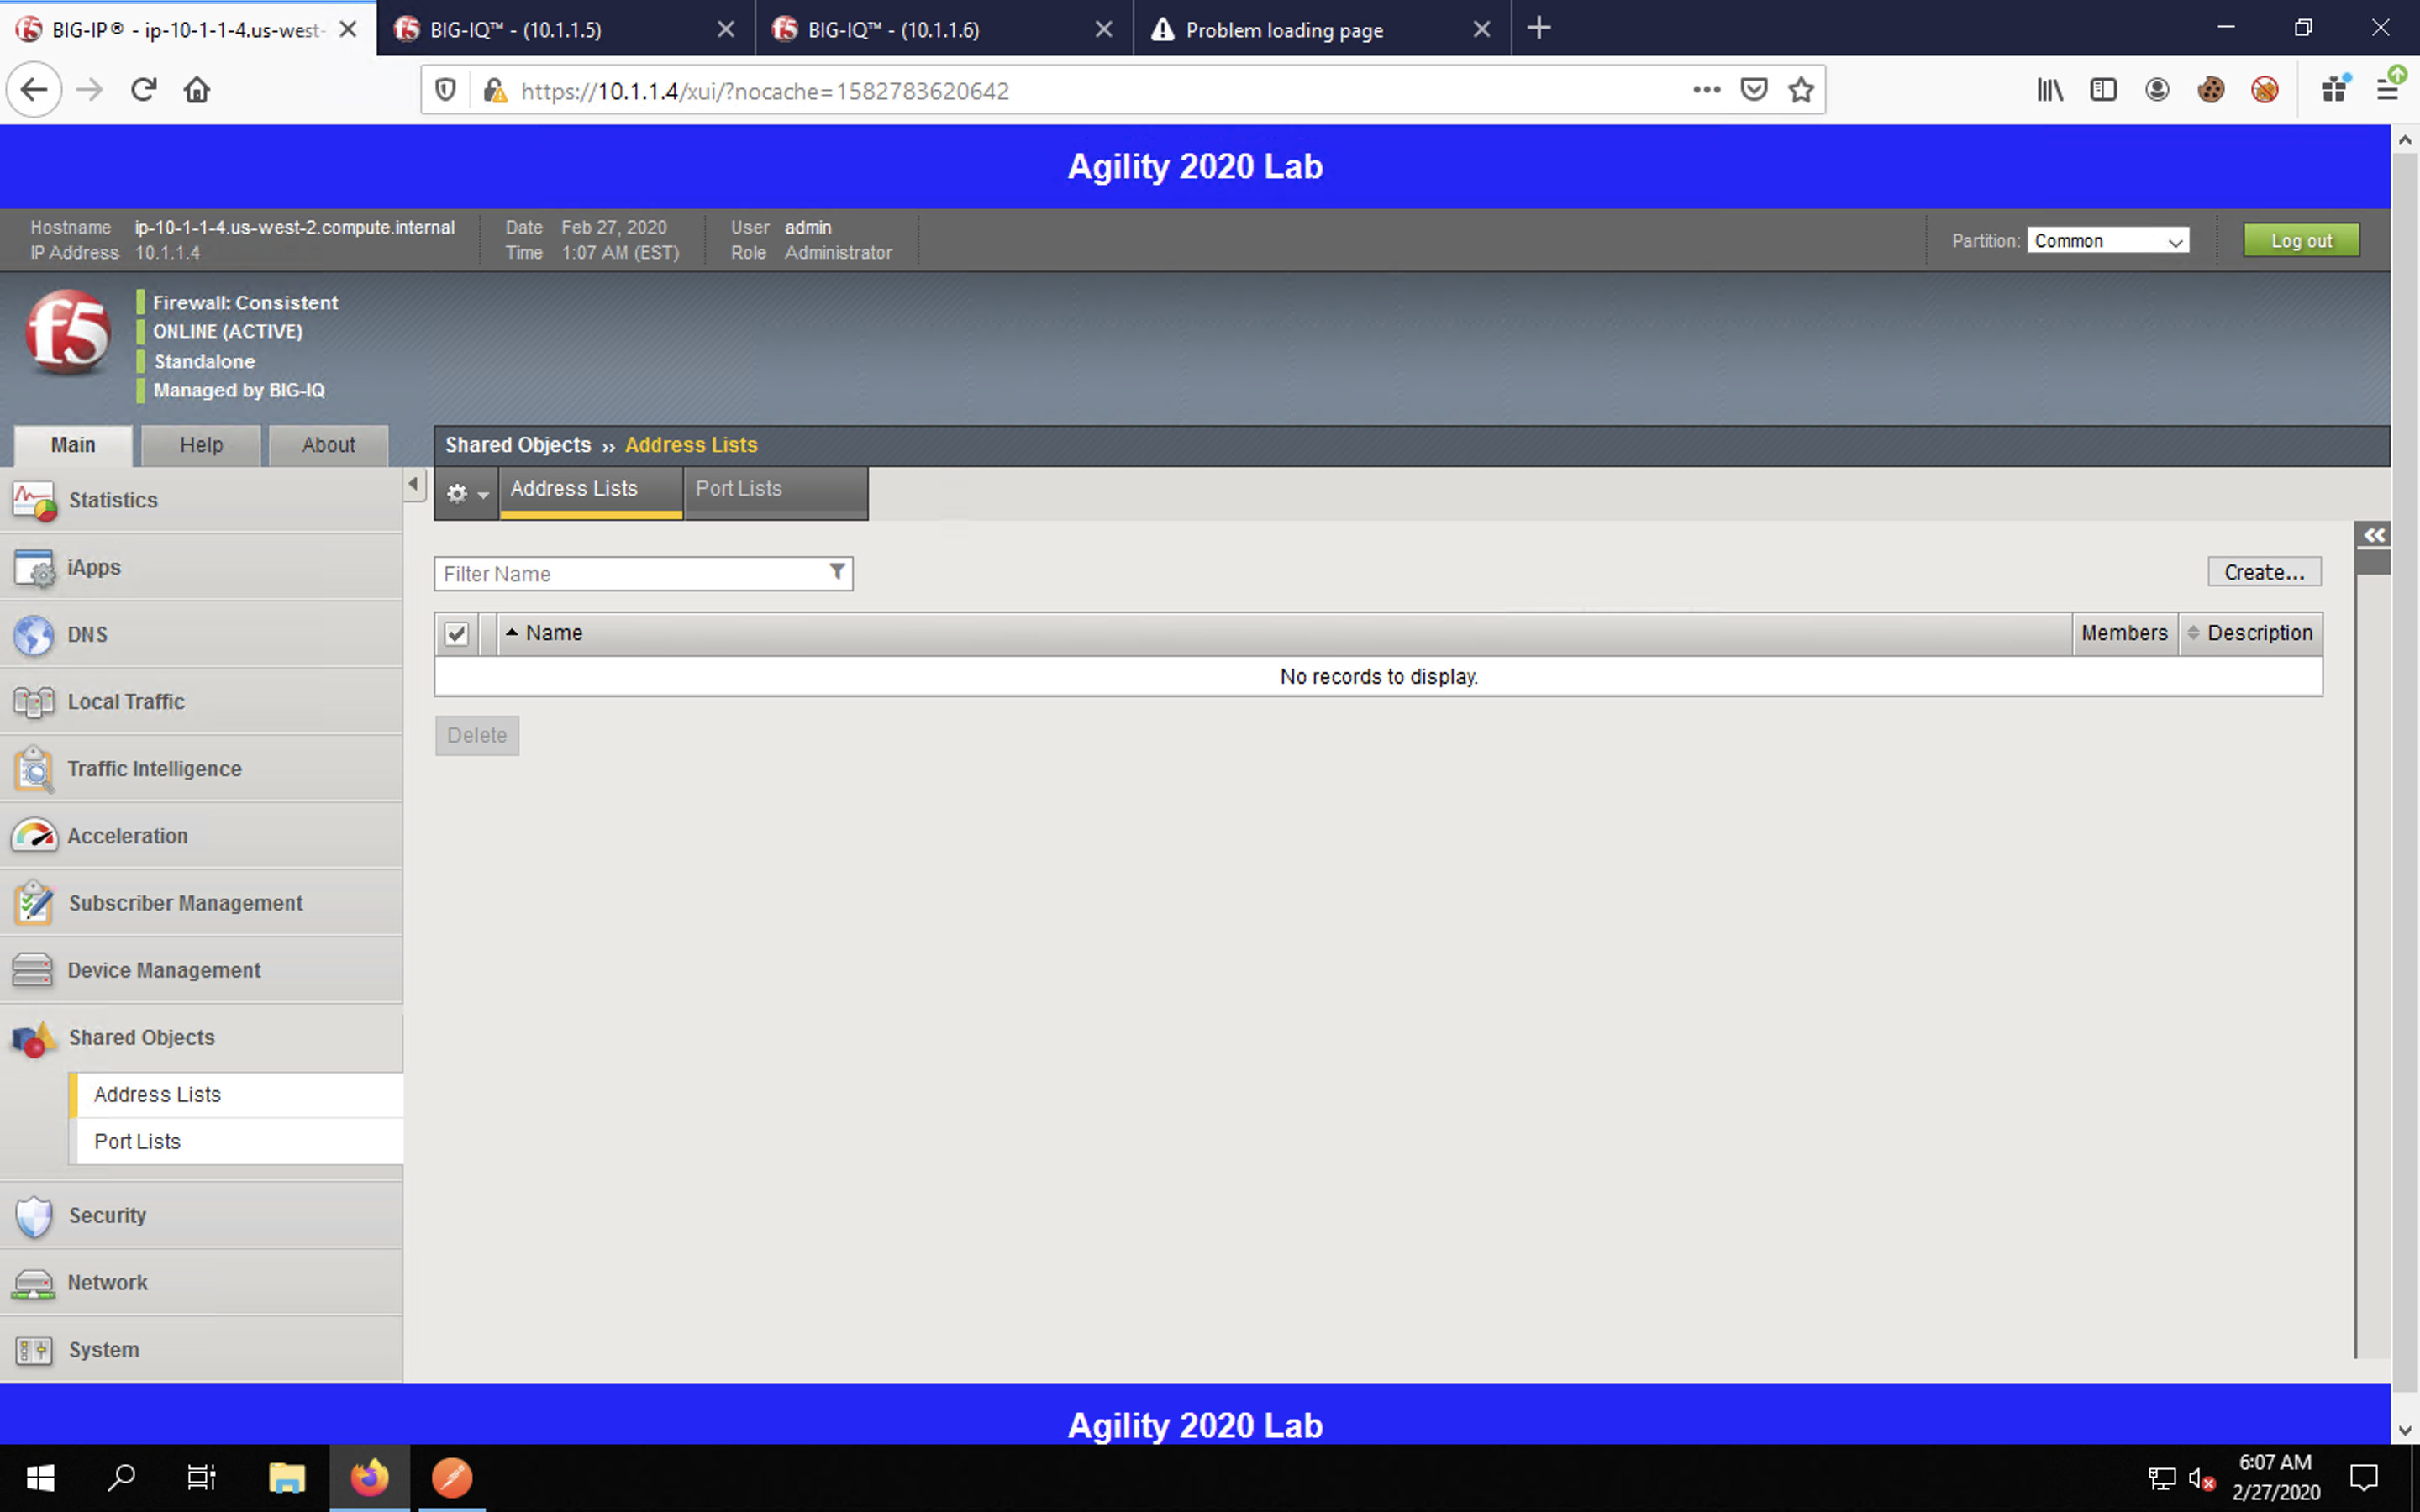 BIG-IP® - ip-10-1-1-4.us-west-
BIG-IQ™ - (10.1.1.5)
BIG-IQ™ - (10.1.1.6)
Problem loading page
https://10.1.1.4/xui/?nocache=1582783620642
Agility 2020 Lab
Hostname ip-10-1-1-4.us-west-2.compute.internal
IP Address 10.1.1.4
Date Feb 27, 2020
Time 1:07 AM (EST)
User admin
Role Administrator
Partition: Common
Log out
f5
Firewall: Consistent
ONLINE (ACTIVE)
Standalone
Managed by BIG-IQ
Main Help About
Shared Objects ›› Address Lists
Address Lists Port Lists
Statistics
iApps
DNS
Local Traffic
Traffic Intelligence
Acceleration
Subscriber Management
Device Management
Shared Objects
Address Lists
Port Lists
Security
Network
System
Filter Name
Create...
Name Members Description
No records to display.
Delete
Agility 2020 Lab
6:07 AM
2/27/2020